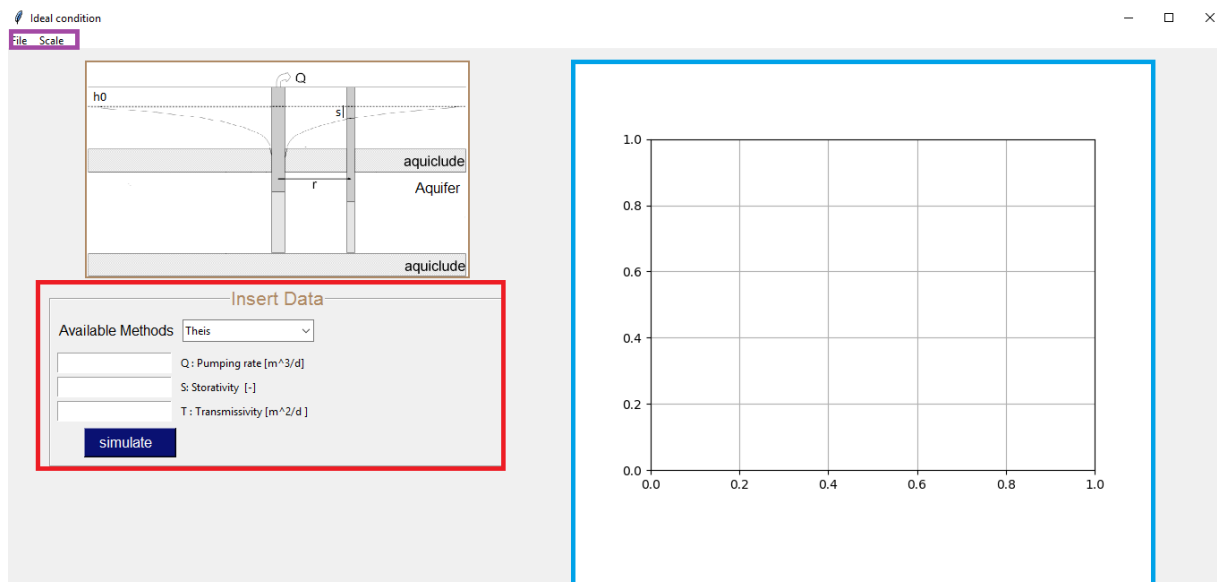 Ideal condition
File Scale
Q
h0
s|
aquiclude
r
Aquifer
aquiclude
Insert Data
Available Methods Theis
Q : Pumping rate [m^3/d]
S: Storativity [-]
T : Transmissivity [m^2/d ]
simulate
1.0
0.8
0.6
0.4
0.2
0.0
0.0 0.2 0.4 0.6 0.8 1.0